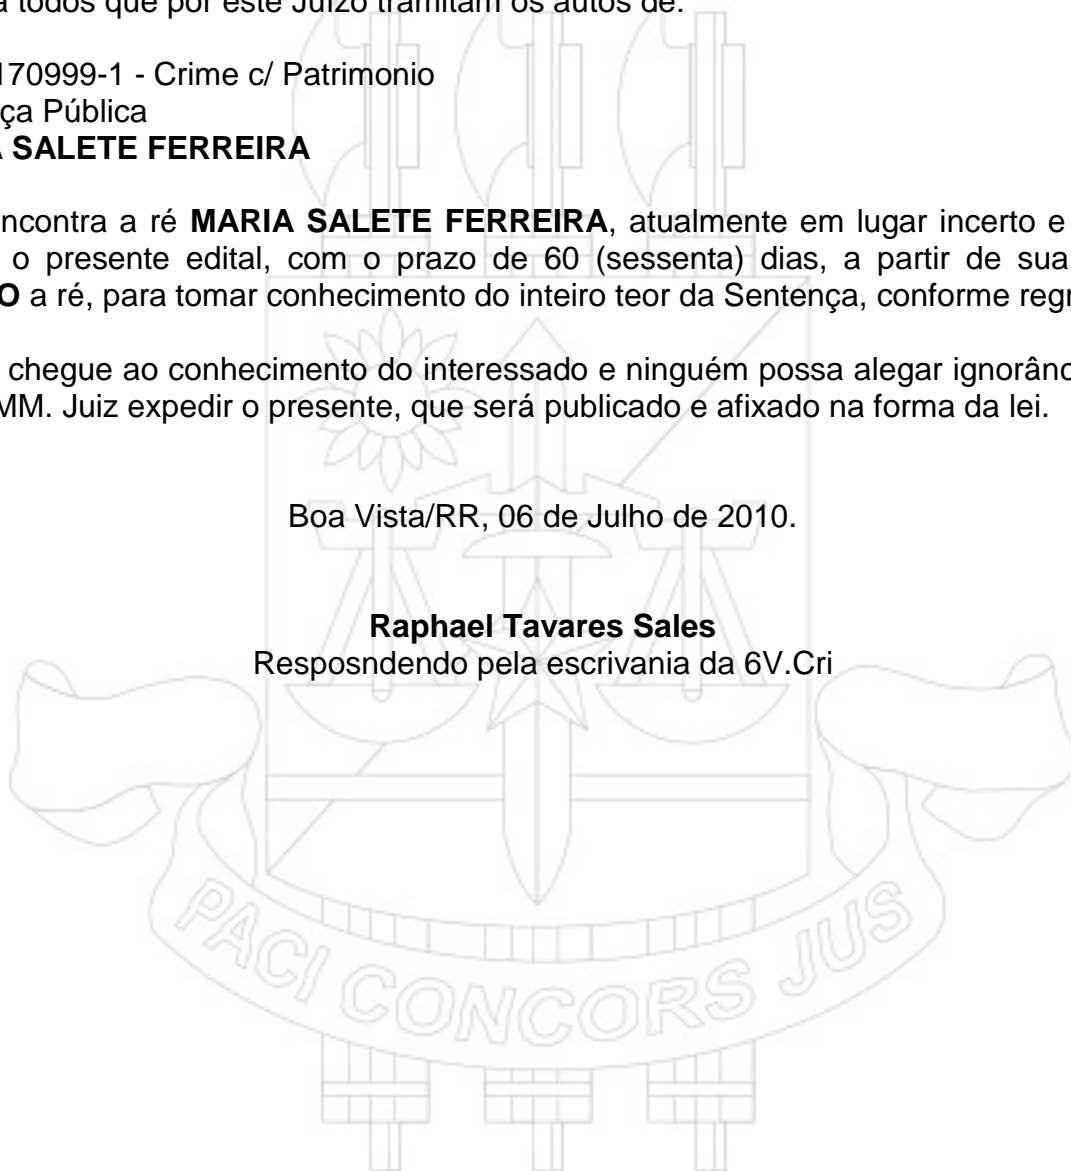 a todos que por este Juízo tramitam os autos de:
170999-1 - Crime c/ Patrimonio
ça Pública
A SALETE FERREIRA
ncontra a ré MARIA SALETE FERREIRA, atualmente em lugar incerto e
o presente edital, com o prazo de 60 (sessenta) dias, a partir de sua
O a ré, para tomar conhecimento do inteiro teor da Sentença, conforme regr
chegue ao conhecimento do interessado e ninguém possa alegar ignorânc
MM. Juiz expedir o presente, que será publicado e afixado na forma da lei.
Boa Vista/RR, 06 de Julho de 2010.
Raphael Tavares Sales
Resposndendo pela escrivania da 6V.Cri
PACI CONCORS JUS